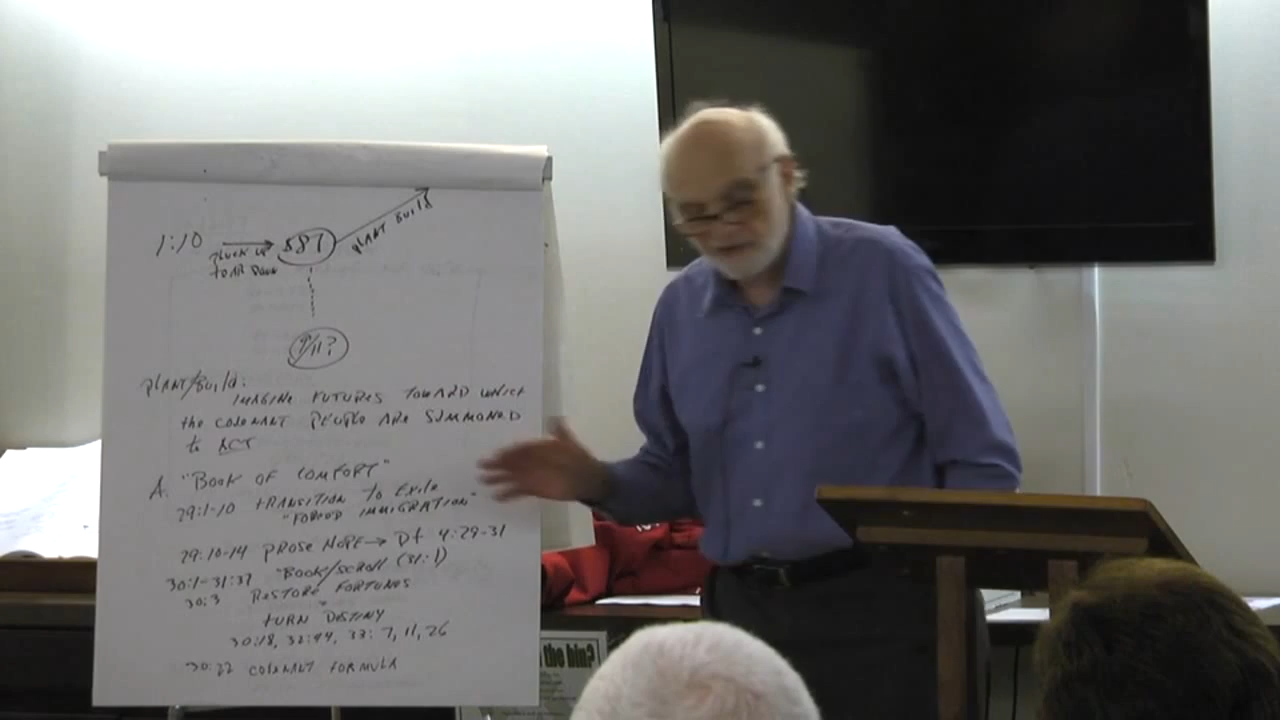 1:10 → 587 PLANT BUILD
PLUCK UP
TEAR DOWN
9/11?
PLANT/BUILD:
IMAGINE FUTURES TOWARD WHICH
the COVENANT PEOPLE ARE SUMMONED
to ACT
A. "BOOK OF COMFORT"
29:1-10 TRANSITION TO EXILE
"FORCED IMMIGRATION"
29:10-14 PROSE HOPE → Dt 4:29-31
30:1-31:37 "BOOK/SCROLL (31:1)
30:3 RESTORE FORTUNES
TURN DESTINY
30:18, 32:44, 33:7, 11, 26
30:22 COVENANT FORMULA
the bin?